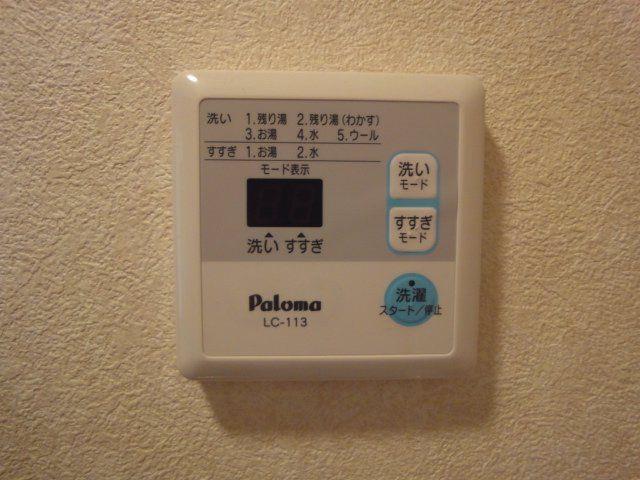 洗い 1.残り湯 2.残り湯(わかす)
3.お湯 4.水 5.ウール
すすぎ 1.お湯 2.水
モード表示
洗い すすぎ
洗い
モード
すすぎ
モード
Paloma
LC-113
洗濯
スタート/停止